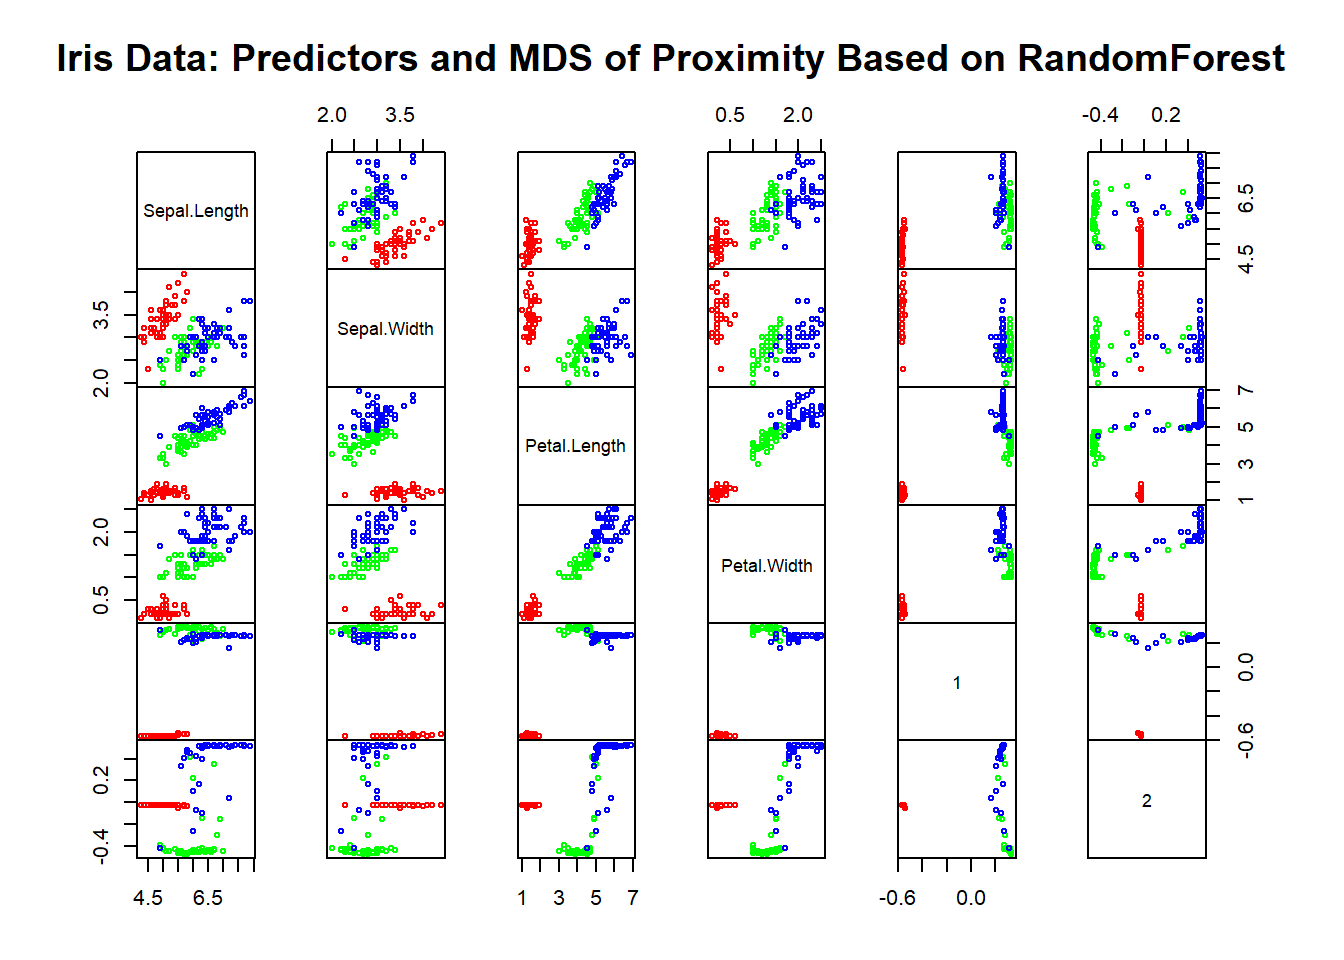 Iris Data: Predictors and MDS of Proximity Based on RandomForest
2.0 3.5 0.5 2.0 -0.4 0.2
Sepal.Length
6.5
4.5
Sepal.Width
3.5
2.0
Petal.Length
7
5
3
1
Petal.Width
2.0
0.5
1
0.0
-0.6
2
0.2
-0.4
4.5 6.5 1 3 5 7 -0.6 0.0